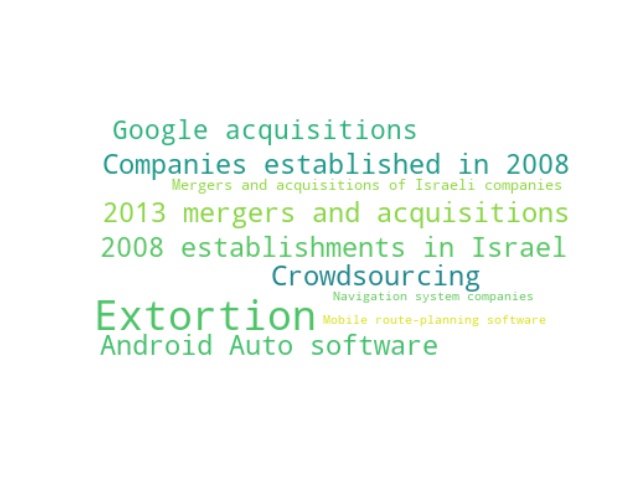 Google acquisitions
Companies established in 2008
Mergers and acquisitions of Israeli companies
2013 mergers and acquisitions
2008 establishments in Israel
Crowdsourcing
Navigation system companies
Extortion
Mobile route-planning software
Android Auto software